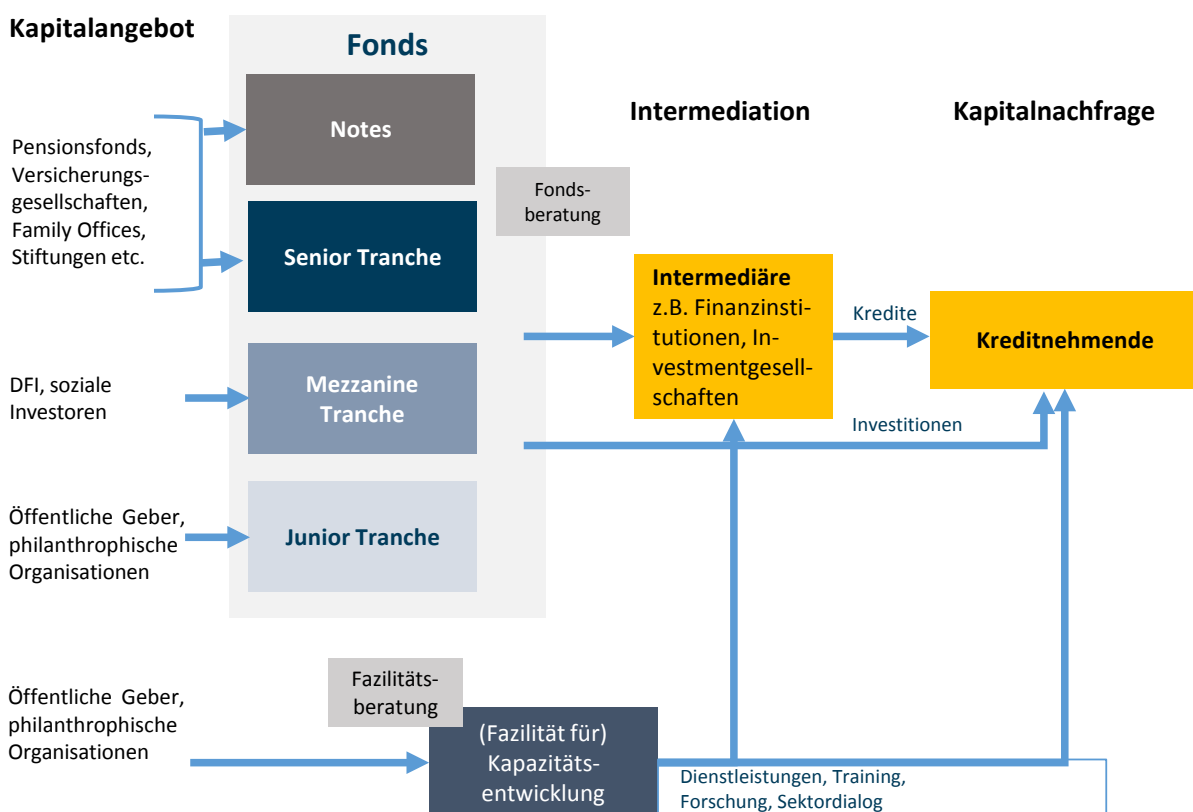 Kapitalangebot
Fonds
Intermediation
Kapitalnachfrage
Notes
Pensionsfonds,
Versicherungs-
gesellschaften,
Family Offices,
Stiftungen etc.
Fonds-
beratung
Senior Tranche
Intermediäre
z.B. Finanzinsti-
tutionen, In-
vestmentgesell-
schaften
Kredite
Kreditnehmende
DFI, soziale
Investoren
Mezzanine
Tranche
Investitionen
Öffentliche Geber,
philanthrophische
Organisationen
Junior Tranche
Fazilitäts-
beratung
Öffentliche Geber,
philanthrophische
Organisationen
(Fazilität für)
Kapazitäts-
entwicklung
Dienstleistungen, Training,
Forschung, Sektordialog